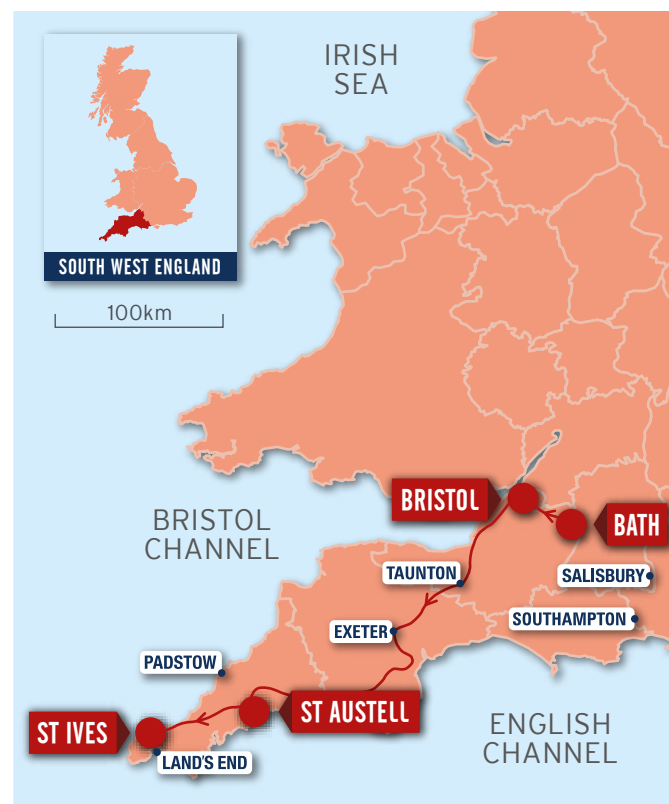 IRISH
SEA
SOUTH WEST ENGLAND
100km
BRISTOL
BATH
BRISTOL
CHANNEL
TAUNTON
SALISBURY
SOUTHAMPTON
EXETER
PADSTOW
ST AUSTELL
ST IVES
ENGLISH
CHANNEL
LAND'S END